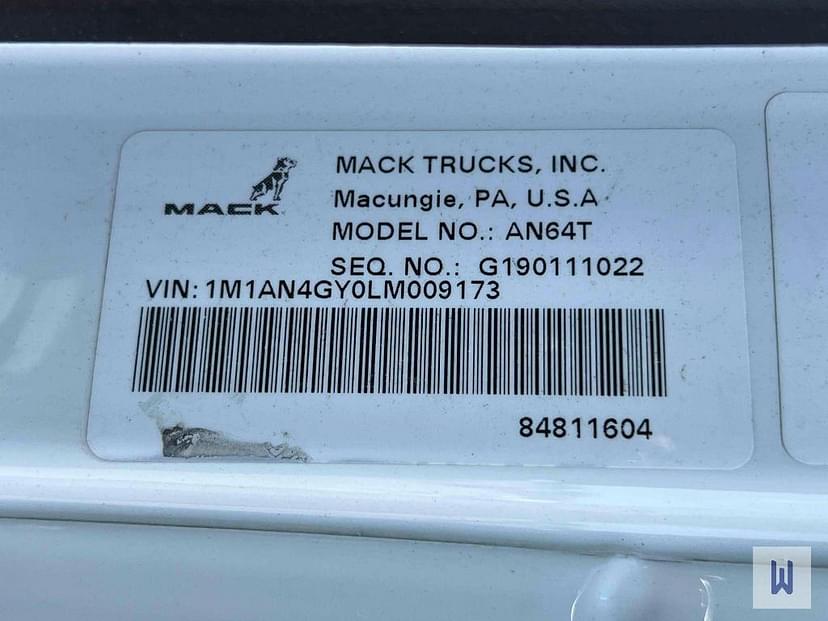 MACK
MACK TRUCKS, INC.
Macungie, PA, U.S.A
MODEL NO.: AN64T
SEQ. NO.: G190111022
VIN: 1M1AN4GY0LM009173
84811604
W